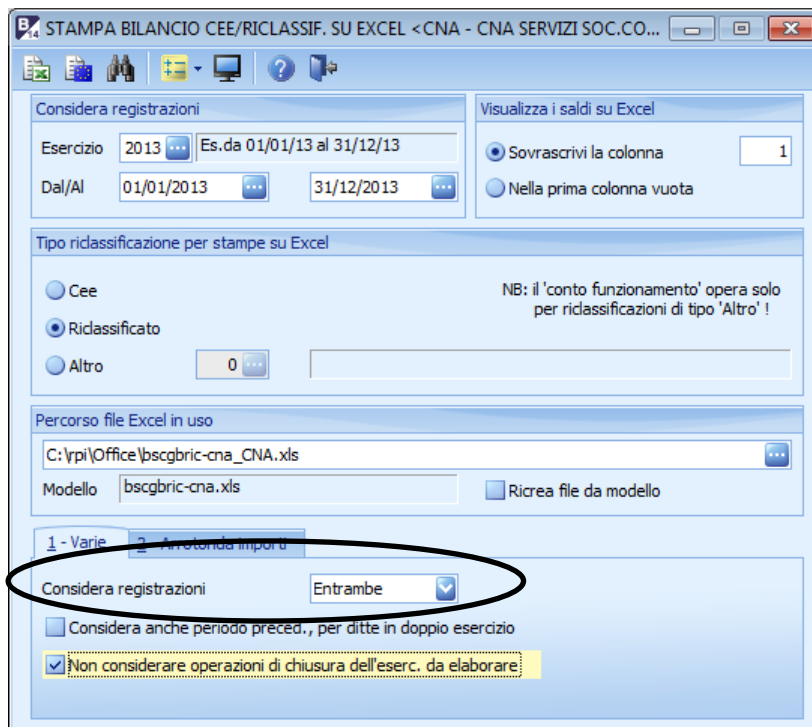 B/14 STAMPA BILANCIO CEE/RICLASSIF. SU EXCEL <CNA - CNA SERVIZI SOC.CO...
Considera registrazioni
Esercizio 2013 ... Es.da 01/01/13 al 31/12/13
Dal/Al 01/01/2013 ... 31/12/2013 ...
Visualizza i saldi su Excel
Sovrascrivi la colonna 1
Nella prima colonna vuota
Tipo riclassificazione per stampe su Excel
Cee
Riclassificato
Altro 0 ...
NB: il 'conto funzionamento' opera solo
per riclassificazioni di tipo 'Altro' !
Percorso file Excel in uso
C:\rpi\Office\bscgbric-cna_CNA.xls ...
Modello bscgbric-cna.xls Ricrea file da modello
1 - Varie 2 - Arrotonda importi
Considera registrazioni Entrambe
Considera anche periodo preced., per ditte in doppio esercizio
Non considerare operazioni di chiusura dell'eserc. da elaborare